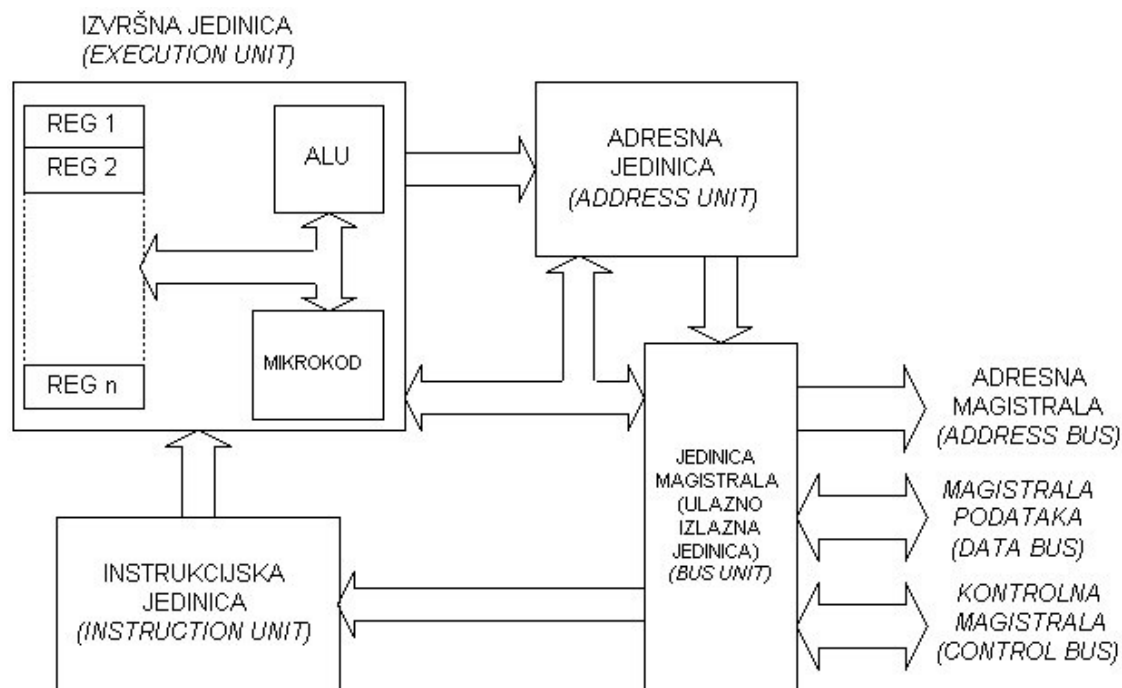 IZVRŠNA JEDINICA
(EXECUTION UNIT)
REG 1
REG 2
REG n
ALU
MIKROKOD
ADRESNA
JEDINICA
(ADDRESS UNIT)
JEDINICA
MAGISTRALA
(ULAZNO
IZLAZNA
JEDINICA)
(BUS UNIT)
ADRESNA
MAGISTRALA
(ADDRESS BUS)
MAGISTRALA
PODATAKA
(DATA BUS)
KONTROLNA
MAGISTRALA
(CONTROL BUS)
INSTRUKCIJSKA
JEDINICA
(INSTRUCTION UNIT)